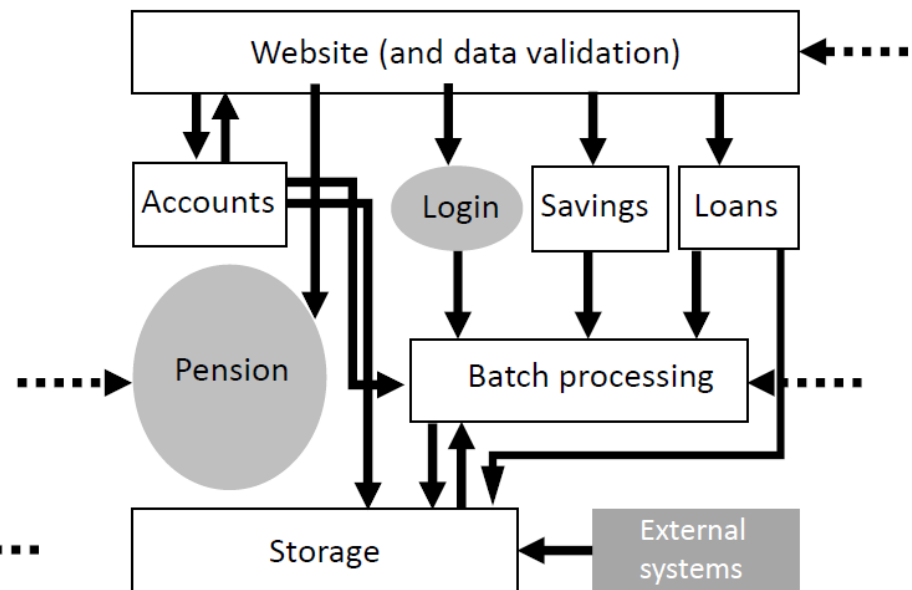 Website (and data validation)
Accounts
Login
Savings
Loans
Pension
Batch processing
Storage
External
systems